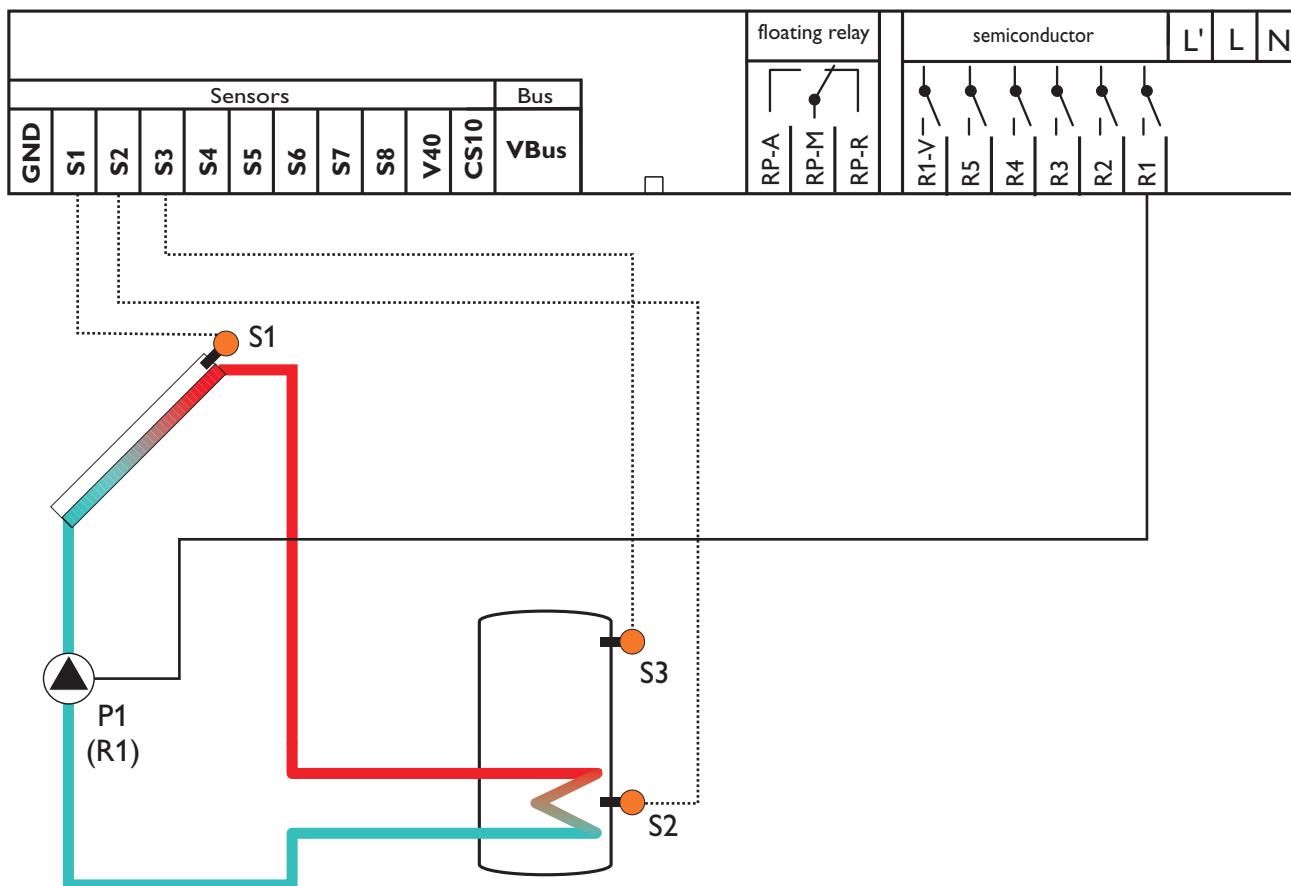 floating relay
semiconductor
L' L N
Sensors Bus
GND S1 S2 S3 S4 S5 S6 S7 S8 V40 CS10 VBus
RP-A RP-M RP-R
R1-V R5 R4 R3 R2 R1
S1
S3
P1
(R1)
S2